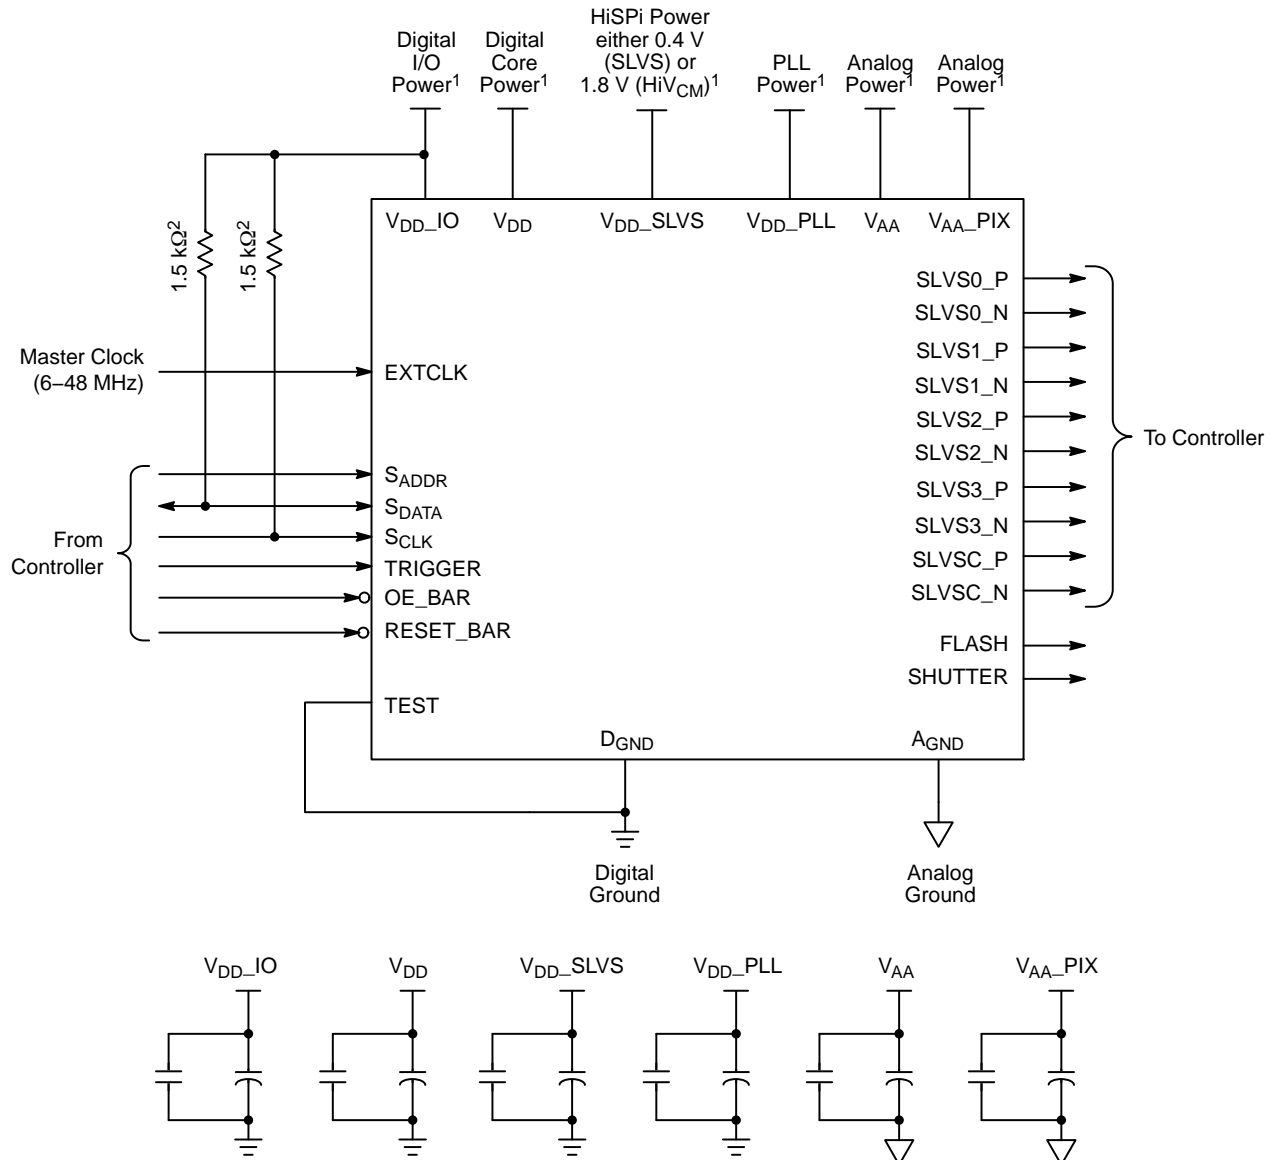 Digital
I/O
Power1
Digital
Core
Power1
HiSPi Power
either 0.4 V
(SLVS) or
1.8 V (HiVCM)1
PLL
Power1
Analog
Power1
Analog
Power1
VDD_IO
VDD
VDD_SLVS
VDD_PLL
VAA
VAA_PIX
1.5 kΩ2
1.5 kΩ2
Master Clock
(6–48 MHz)
EXTCLK
From
Controller
SADDR
SDATA
SCLK
TRIGGER
OE_BAR
RESET_BAR
TEST
SLVS0_P
SLVS0_N
SLVS1_P
SLVS1_N
SLVS2_P
SLVS2_N
SLVS3_P
SLVS3_N
SLVSC_P
SLVSC_N
To Controller
FLASH
SHUTTER
DGND
AGND
Digital
Ground
Analog
Ground
VDD_IO
VDD
VDD_SLVS
VDD_PLL
VAA
VAA_PIX